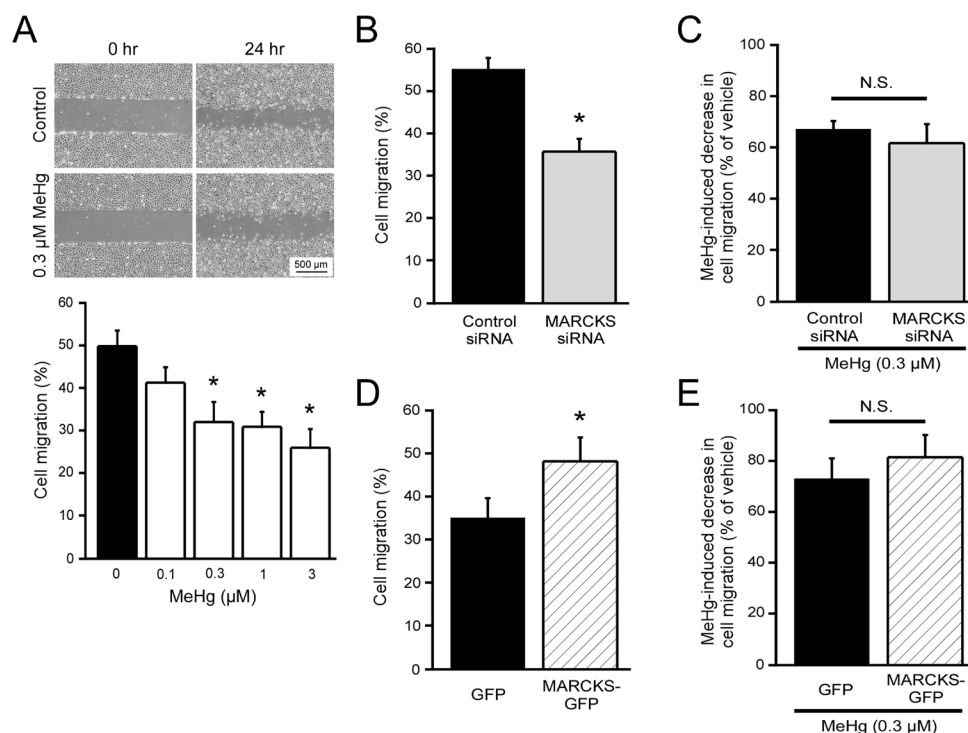 A
0 hr
24 hr
Control
0.3 µM MeHg
500 µm
Cell migration (%)
60
50
40
30
20
10
0
*
*
*
0
0.1
0.3
1
3
MeHg (µM)
B
Cell migration (%)
60
50
40
30
20
10
0
*
Control
siRNA
MARCKS
siRNA
C
MeHg-induced decrease in
cell migration (% of vehicle)
100
80
60
40
20
0
N.S.
Control
siRNA
MARCKS
siRNA
MeHg (0.3 µM)
D
Cell migration (%)
60
50
40
30
20
10
0
*
GFP
MARCKS-
GFP
E
MeHg-induced decrease in
cell migration (% of vehicle)
100
80
60
40
20
0
N.S.
GFP
MARCKS-
GFP
MeHg (0.3 µM)